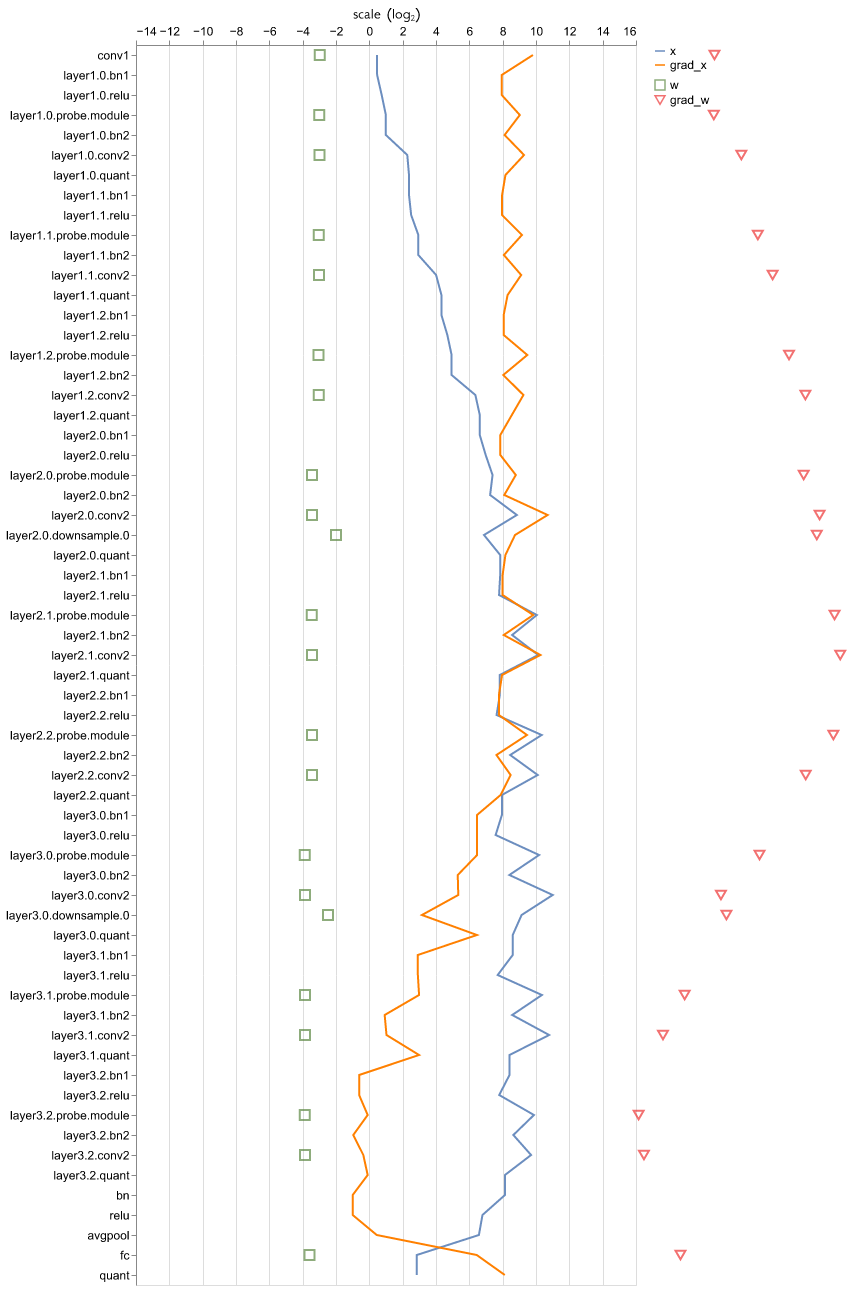 scale (log₂)
−14 −12 −10 −8 −6 −4 −2 0 2 4 6 8 10 12 14 16
x
grad_x
w
grad_w
conv1
layer1.0.bn1
layer1.0.relu
layer1.0.probe.module
layer1.0.bn2
layer1.0.conv2
layer1.0.quant
layer1.1.bn1
layer1.1.relu
layer1.1.probe.module
layer1.1.bn2
layer1.1.conv2
layer1.1.quant
layer1.2.bn1
layer1.2.relu
layer1.2.probe.module
layer1.2.bn2
layer1.2.conv2
layer1.2.quant
layer2.0.bn1
layer2.0.relu
layer2.0.probe.module
layer2.0.bn2
layer2.0.conv2
layer2.0.downsample.0
layer2.0.quant
layer2.1.bn1
layer2.1.relu
layer2.1.probe.module
layer2.1.bn2
layer2.1.conv2
layer2.1.quant
layer2.2.bn1
layer2.2.relu
layer2.2.probe.module
layer2.2.bn2
layer2.2.conv2
layer2.2.quant
layer3.0.bn1
layer3.0.relu
layer3.0.probe.module
layer3.0.bn2
layer3.0.conv2
layer3.0.downsample.0
layer3.0.quant
layer3.1.bn1
layer3.1.relu
layer3.1.probe.module
layer3.1.bn2
layer3.1.conv2
layer3.1.quant
layer3.2.bn1
layer3.2.relu
layer3.2.probe.module
layer3.2.bn2
layer3.2.conv2
layer3.2.quant
bn
relu
avgpool
fc
quant